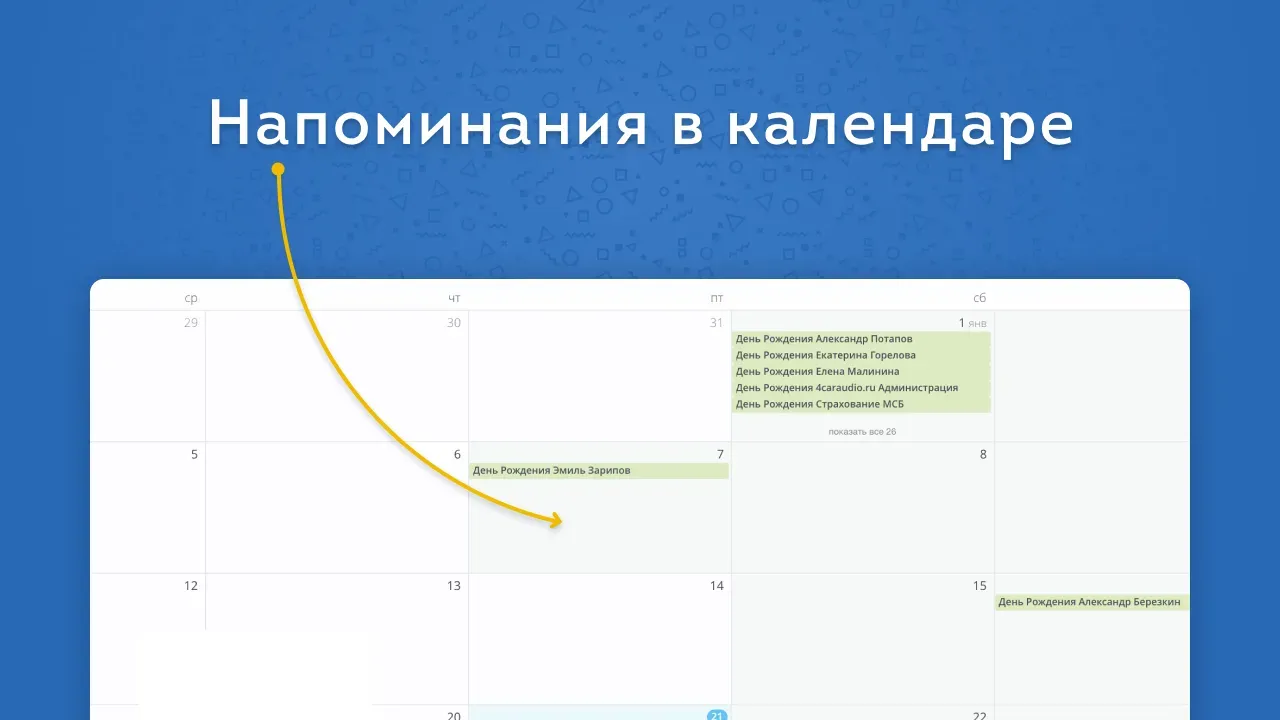 Напоминания в календаре
ср чт пт сб
29 30 31 1 янв
День Рождения Александр Потапов
День Рождения Екатерина Горелова
День Рождения Елена Малинина
День Рождения 4caraudio.ru Администрация
День Рождения Страхование МСБ
показать все 26
5 6 7 8
День Рождения Эмиль Зарипов
12 13 14 15
День Рождения Александр Березкин
20 21 22